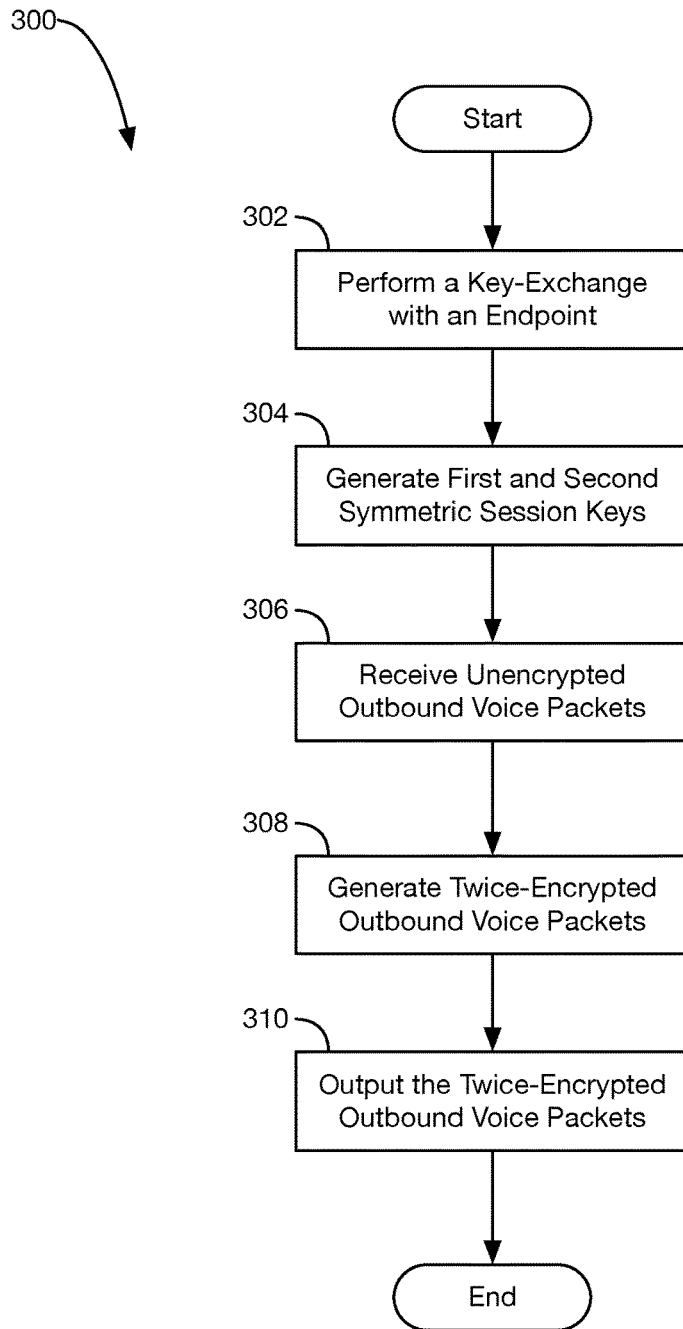 300
Start
302
Perform a Key-Exchange
with an Endpoint
304
Generate First and Second
Symmetric Session Keys
306
Receive Unencrypted
Outbound Voice Packets
308
Generate Twice-Encrypted
Outbound Voice Packets
310
Output the Twice-Encrypted
Outbound Voice Packets
End